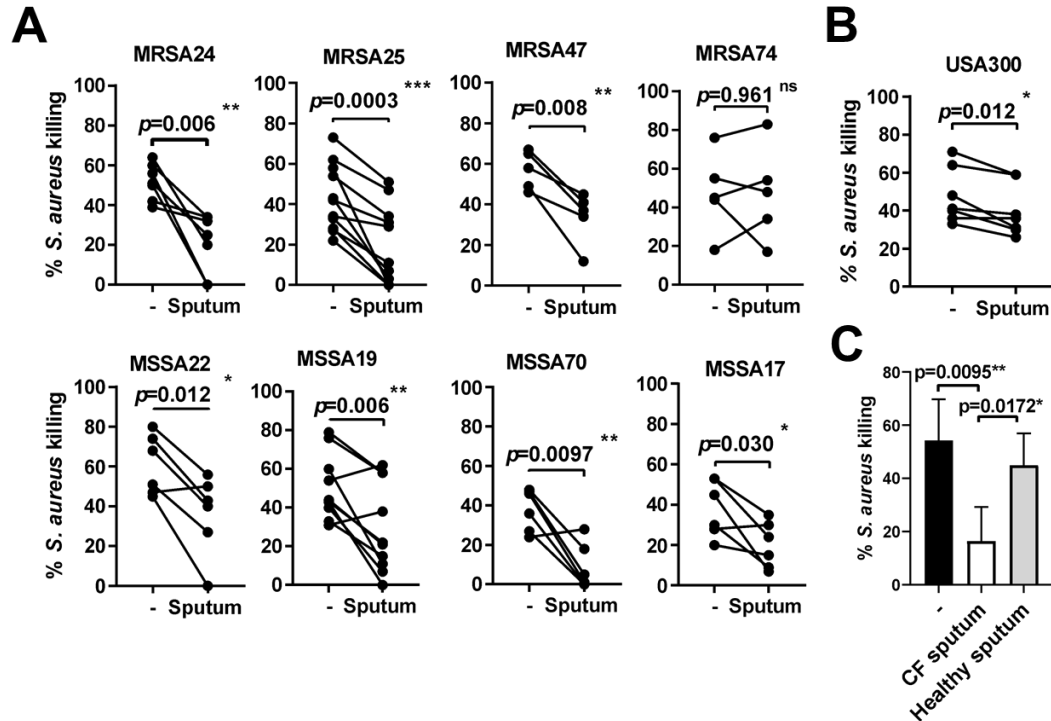 A
MRSA24
MRSA25
MRSA47
MRSA74
% S. aureus killing
100
80
60
40
20
0
p=0.006
**
- Sputum
100
80
60
40
20
0
p=0.0003
***
- Sputum
100
80
60
40
20
0
p=0.008
**
- Sputum
100
80
60
40
20
0
p=0.961
ns
- Sputum
MSSA22
MSSA19
MSSA70
MSSA17
% S. aureus killing
100
80
60
40
20
0
p=0.012
*
- Sputum
100
80
60
40
20
0
p=0.006
**
- Sputum
100
80
60
40
20
0
p=0.0097
**
- Sputum
100
80
60
40
20
0
p=0.030
*
- Sputum
B
USA300
% S. aureus killing
100
80
60
40
20
0
p=0.012
*
- Sputum
C
% S. aureus killing
80
60
40
20
0
p=0.0095**
p=0.0172*
-
CF sputum
Healthy sputum